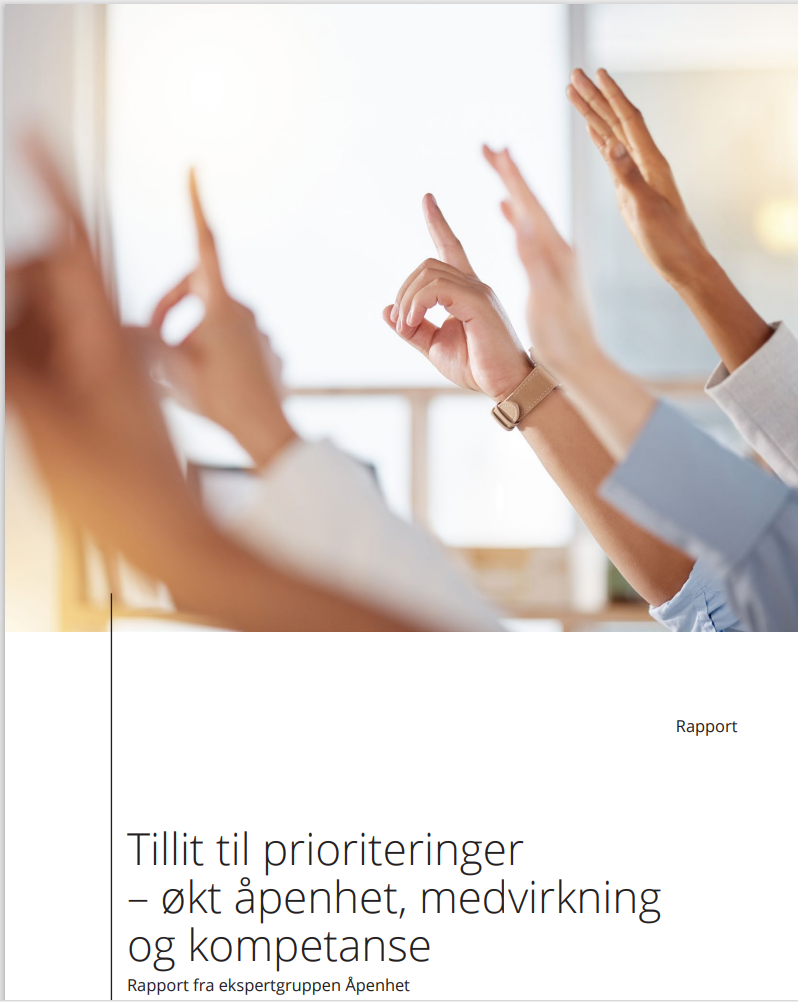 Rapport
Tillit til prioriteringer
– økt åpenhet, medvirkning
og kompetanse
Rapport fra ekspertgruppen Åpenhet